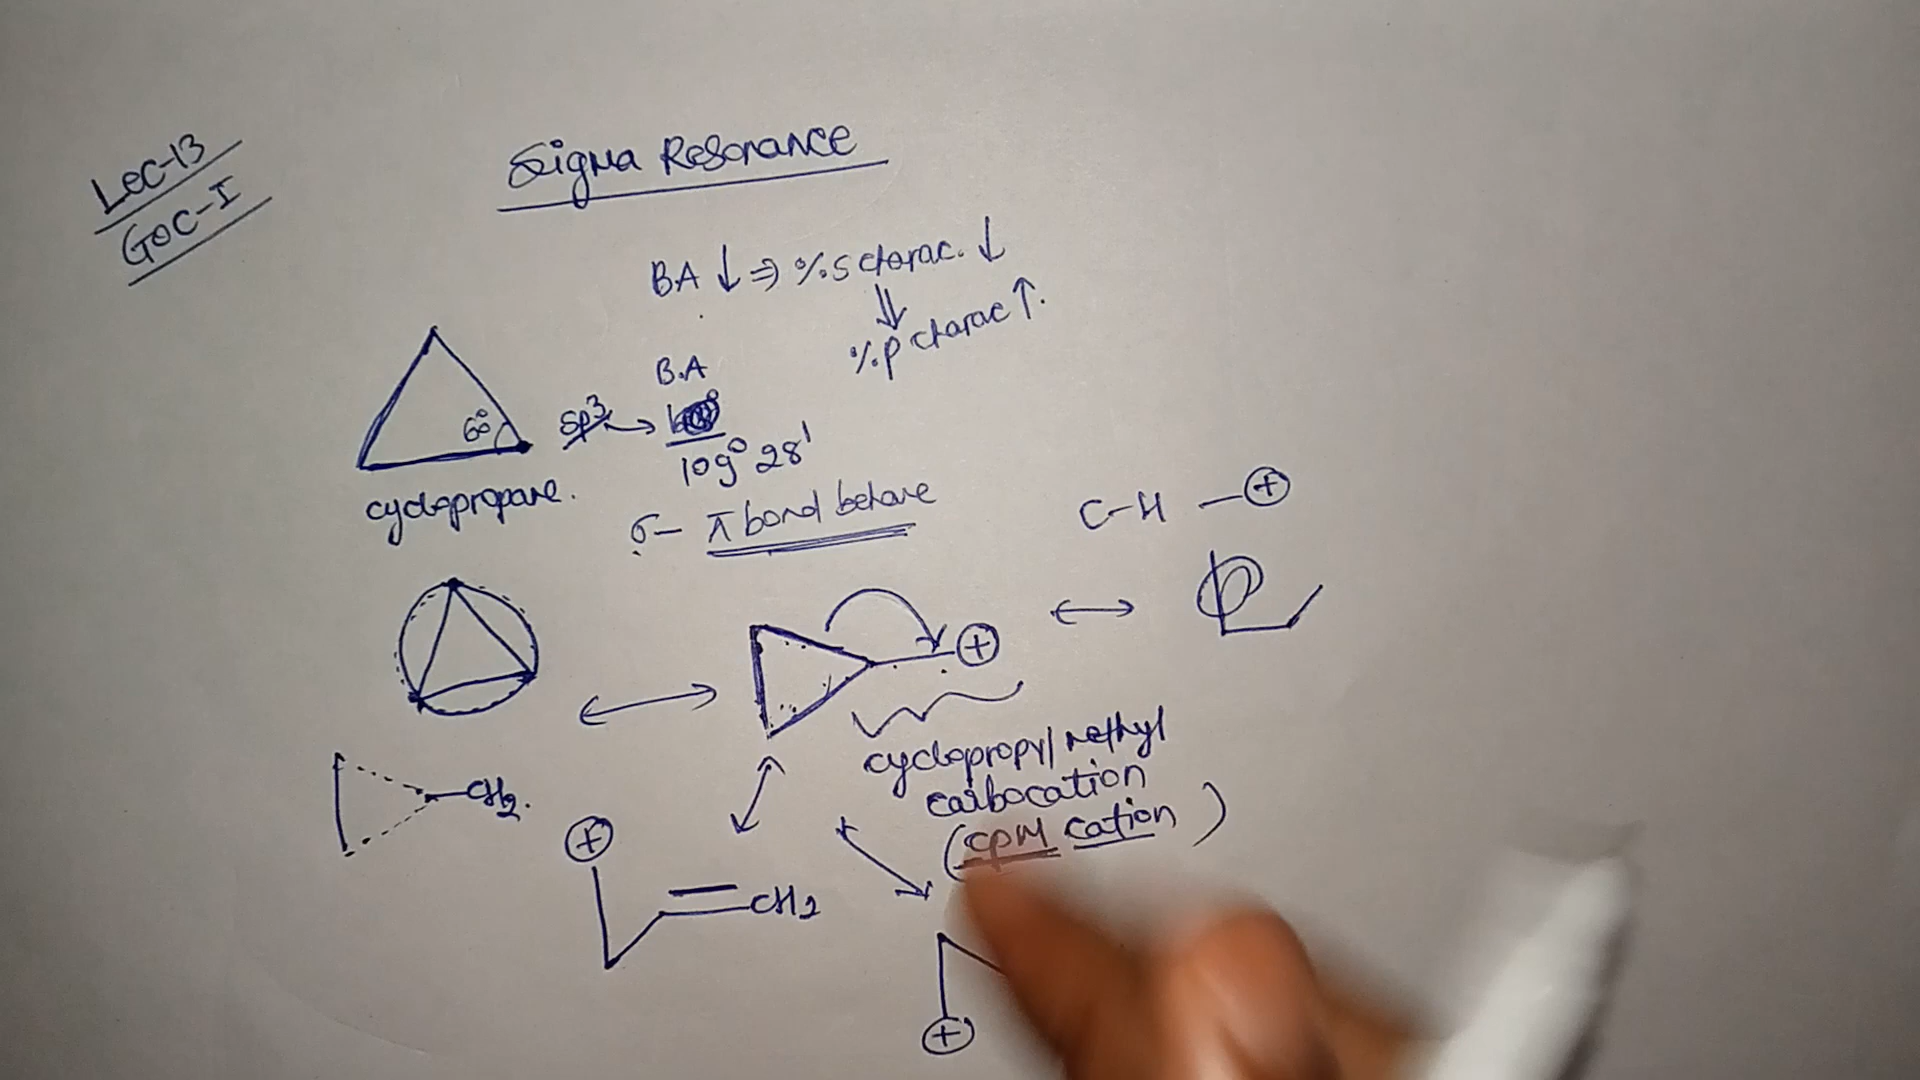 Lec-13
GOC-I
Sigma Resonance
BA ↓ ⇒ %s charac. ↓
⇓
%p charac ↑.
B.A
60°
sp3 →
109° 28'
cyclopropane.
σ- π bond behave
C-H
+
+
cyclopropyl methyl
carbocation
(CPM cation)
CH2.
+
CH2
+